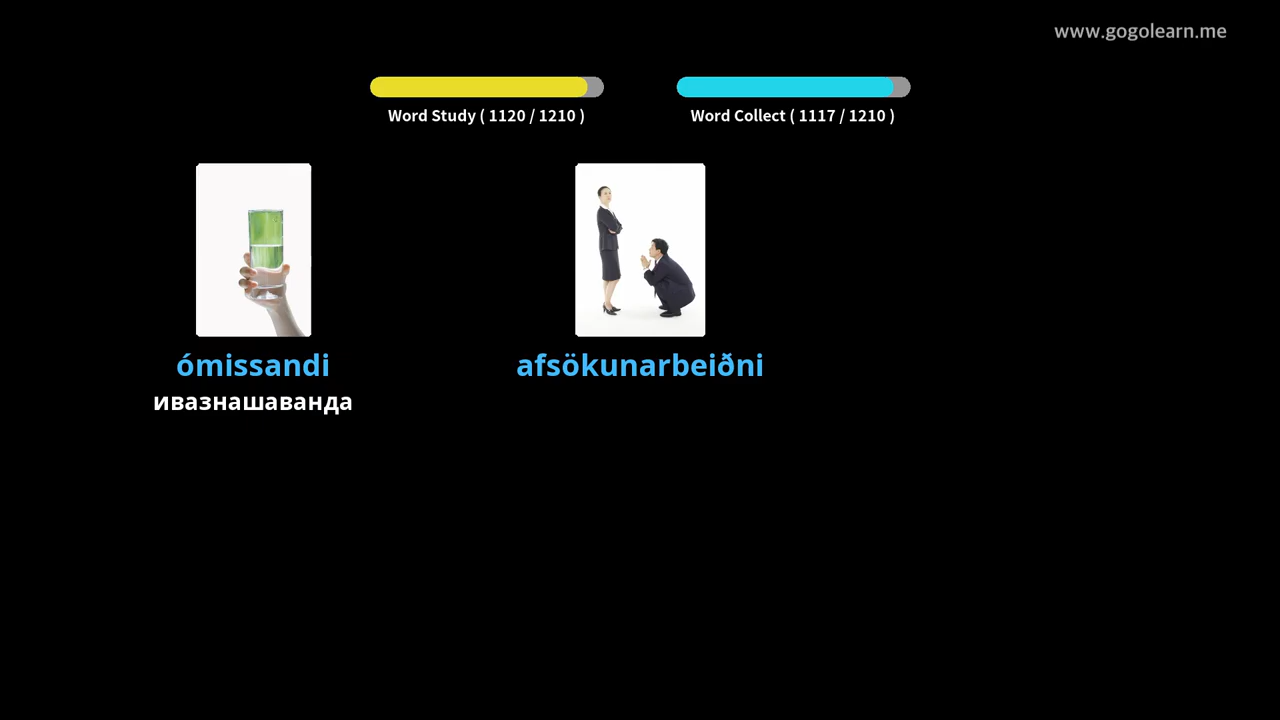 www.gogolearn.me
Word Study ( 1120 / 1210 )
Word Collect ( 1117 / 1210 )
ómissandi
afsökunarbeiðni
ивазнашаванда